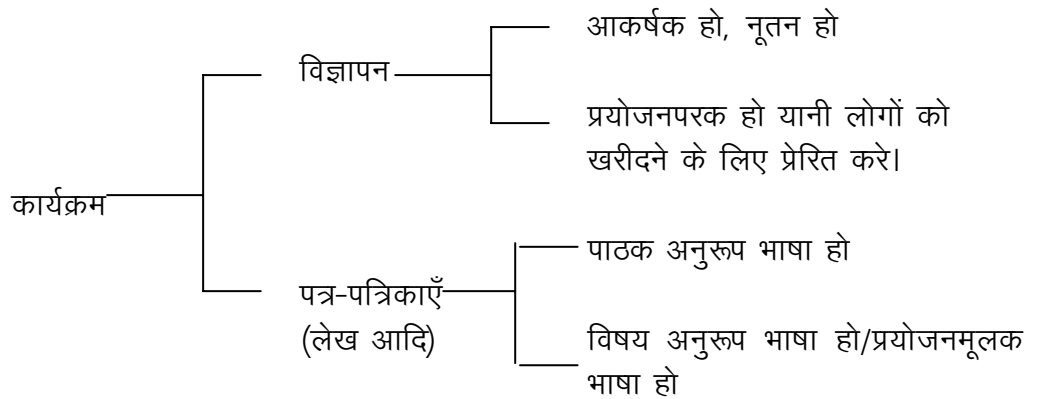 आकर्षक हो, नूतन हो
विज्ञापन
प्रयोजनपरक हो यानी लोगों को
खरीदने के लिए प्रेरित करे।
कार्यक्रम
पाठक अनुरूप भाषा हो
पत्र-पत्रिकाएँ
(लेख आदि)
विषय अनुरूप भाषा हो/प्रयोजनमूलक
भाषा हो